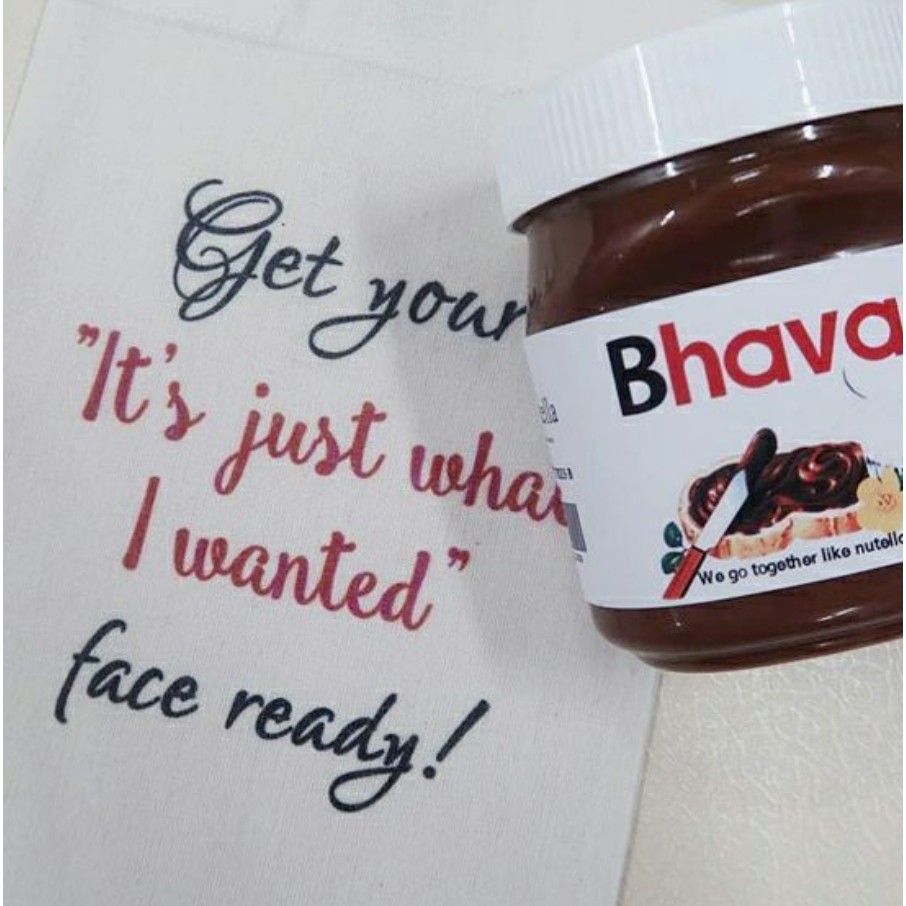 Get your
"It's just what
I wanted"
face ready!
Bhava
We go together like nutella